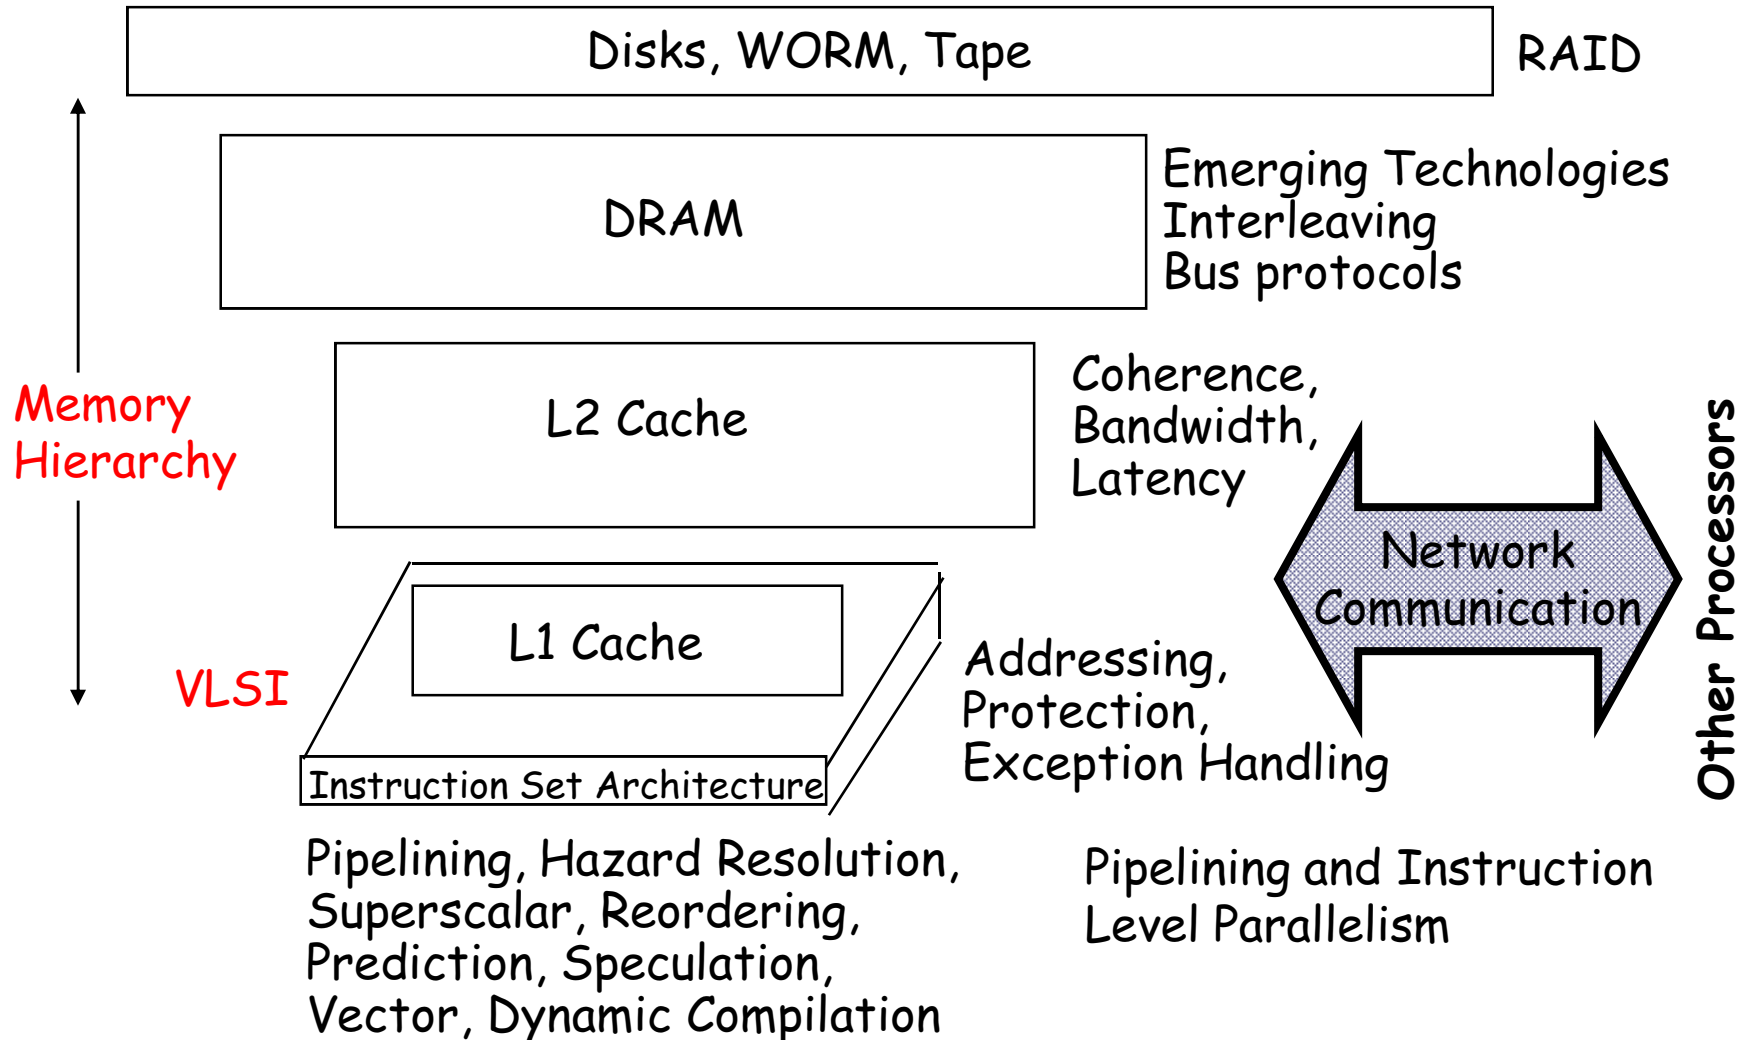 Disks, WORM, Tape
RAID
DRAM
Emerging Technologies
Interleaving
Bus protocols
Memory
Hierarchy
L2 Cache
Coherence,
Bandwidth,
Latency
Network
Communication
Other Processors
L1 Cache
VLSI
Addressing,
Protection,
Exception Handling
Instruction Set Architecture
Pipelining, Hazard Resolution,
Superscalar, Reordering,
Prediction, Speculation,
Vector, Dynamic Compilation
Pipelining and Instruction
Level Parallelism